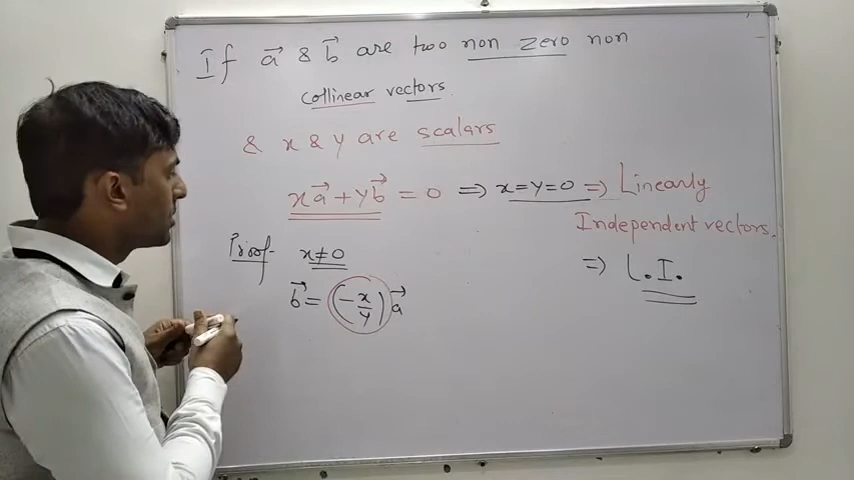 If a⃗ & b⃗ are two non zero non
collinear vectors
& x & y are scalars
xa⃗ + yb⃗ = 0 ⇒ x=y=0 ⇒ Linearly
Independent vectors.
⇒ L.I.
Proof- x≠0
b⃗ = (-x/y) a⃗